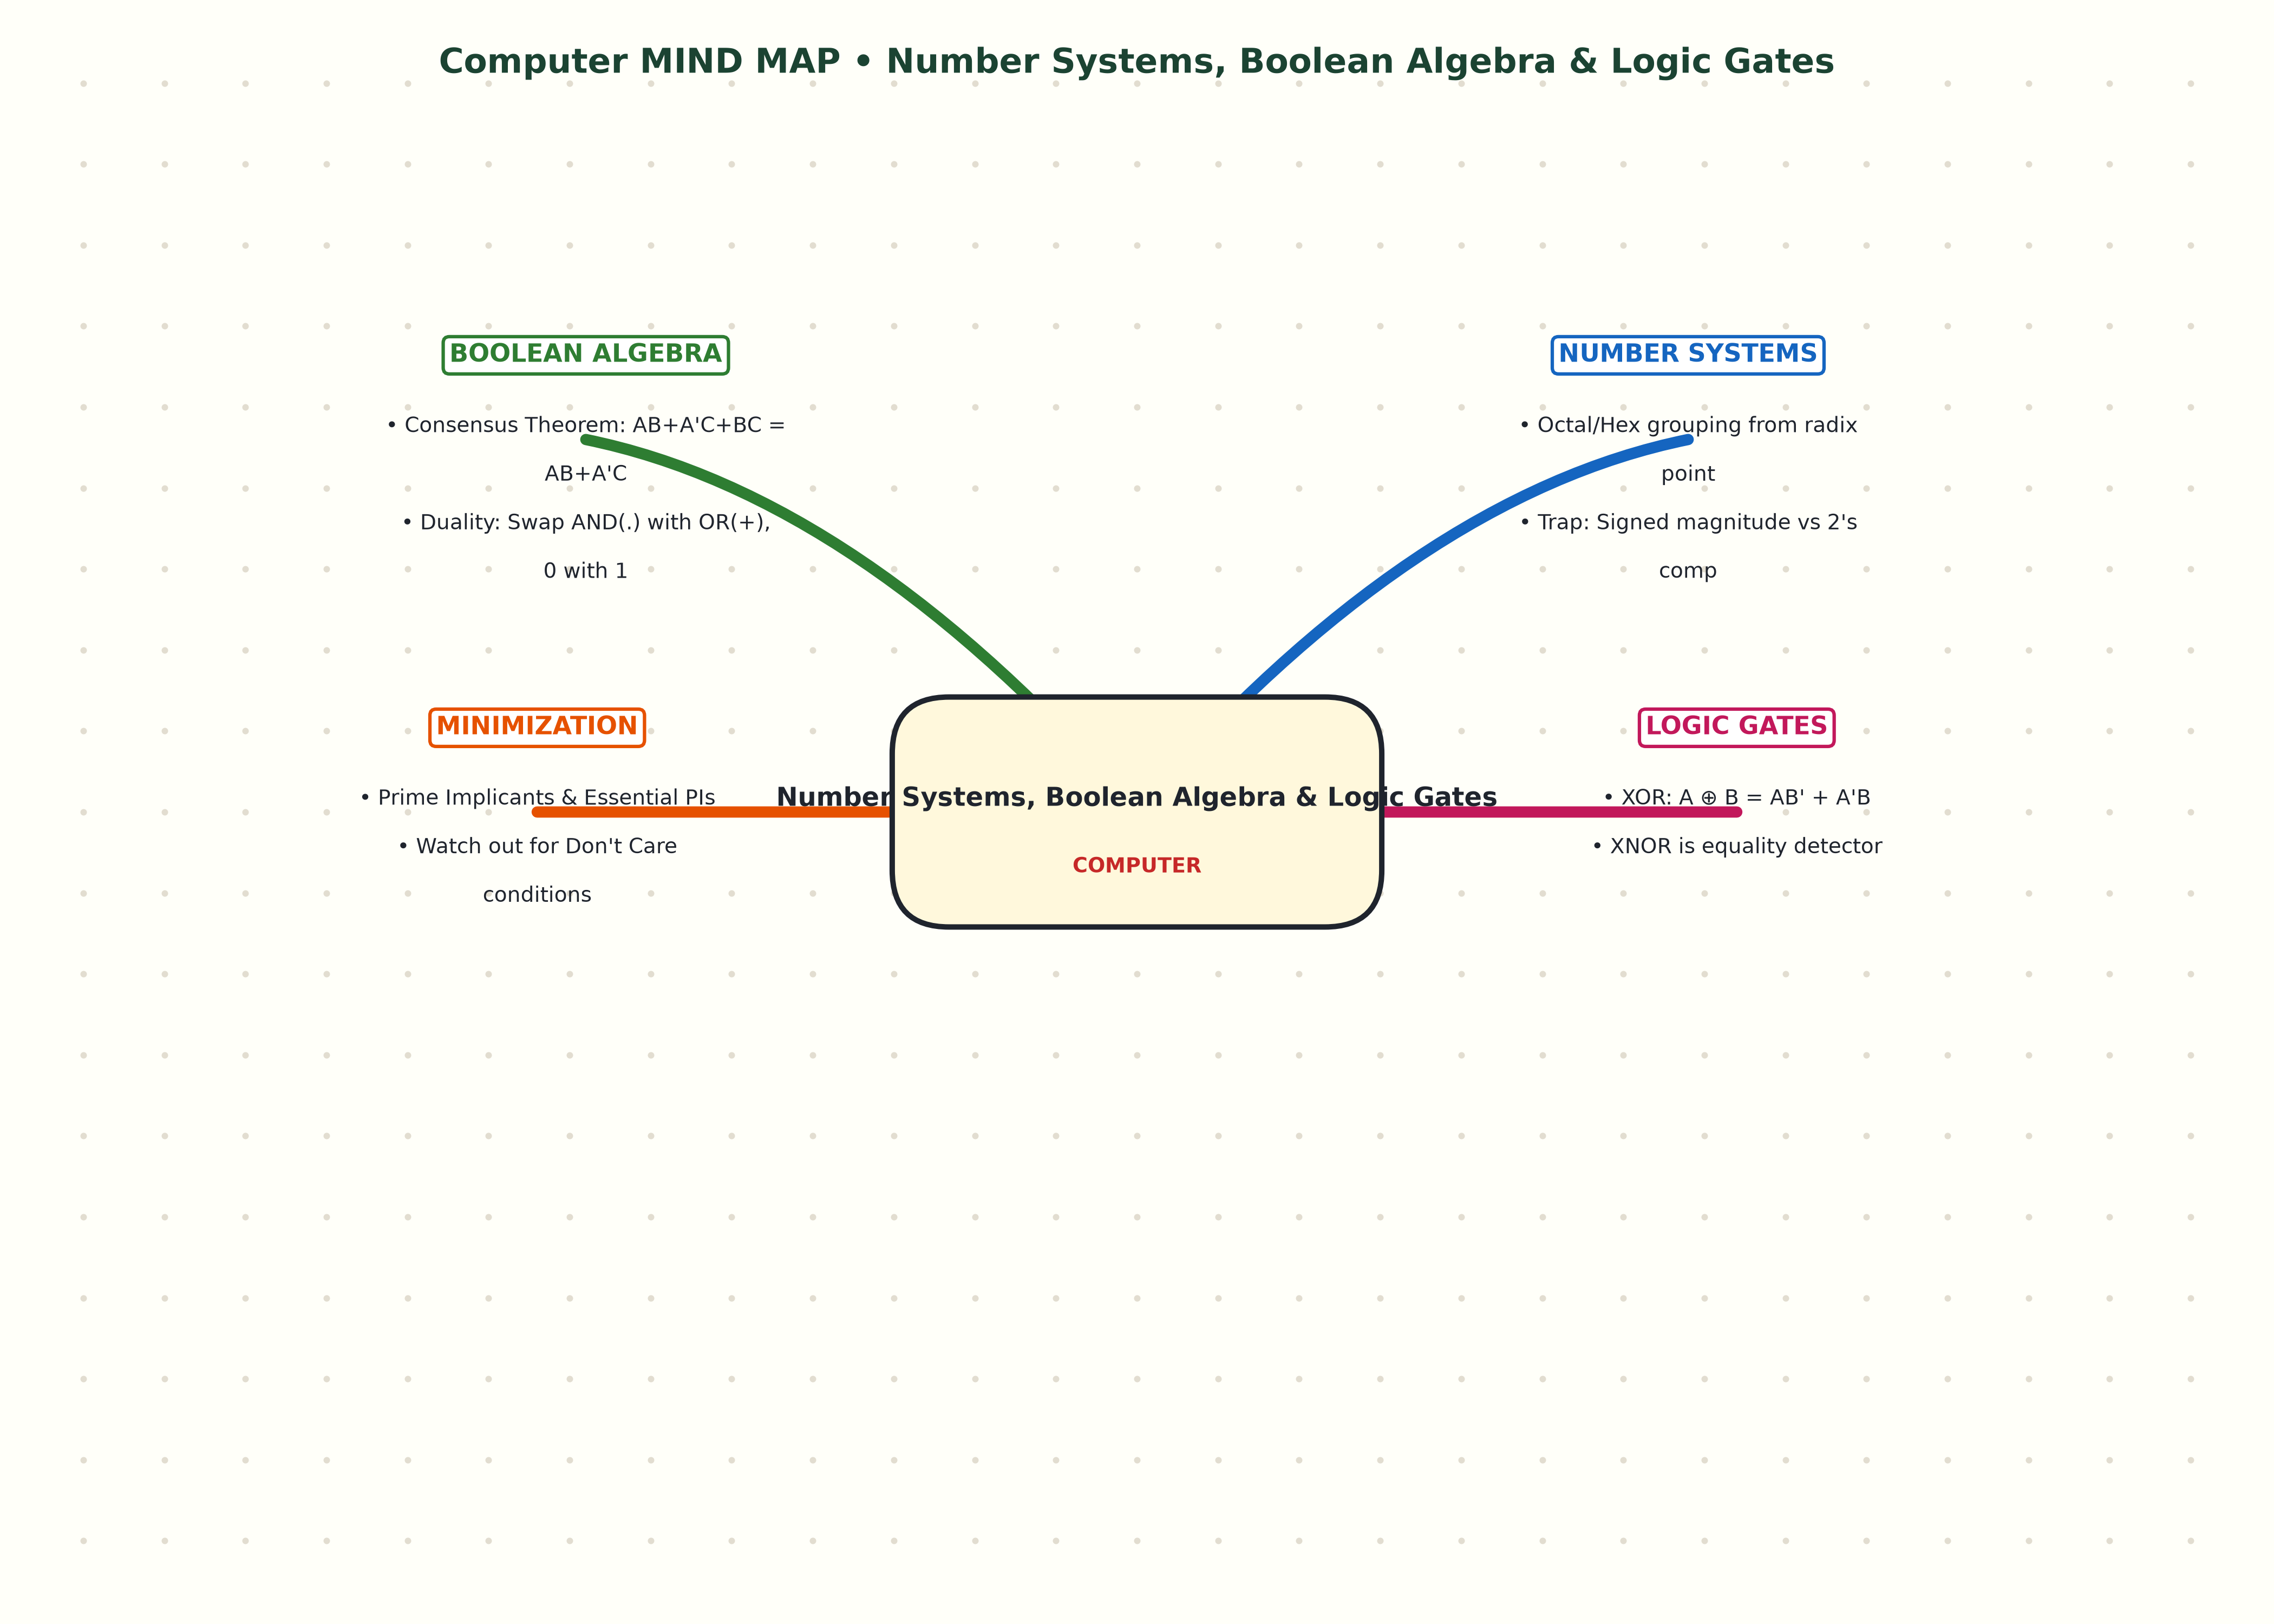 Computer MIND MAP • Number Systems, Boolean Algebra & Logic Gates
BOOLEAN ALGEBRA
• Consensus Theorem: AB+A'C+BC =
AB+A'C
• Duality: Swap AND(.) with OR(+),
0 with 1
NUMBER SYSTEMS
• Octal/Hex grouping from radix
point
• Trap: Signed magnitude vs 2's
comp
MINIMIZATION
• Prime Implicants & Essential PIs
• Watch out for Don't Care
conditions
Number Systems, Boolean Algebra & Logic Gates
COMPUTER
LOGIC GATES
• XOR: A ⊕ B = AB' + A'B
• XNOR is equality detector